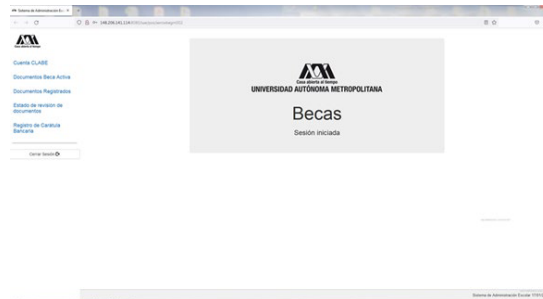 Sistema de Administración E
Casa abierta al tiempo
Cuenta CLABE
Documentos Beca Activa
Documentos Registrados
Estado de revisión de
documentos
Registro de Carátula
Bancaria
Cerrar Sesión
Casa abierta al tiempo
UNIVERSIDAD AUTÓNOMA METROPOLITANA
Becas
Sesión iniciada
Sistema de Administración Escolar